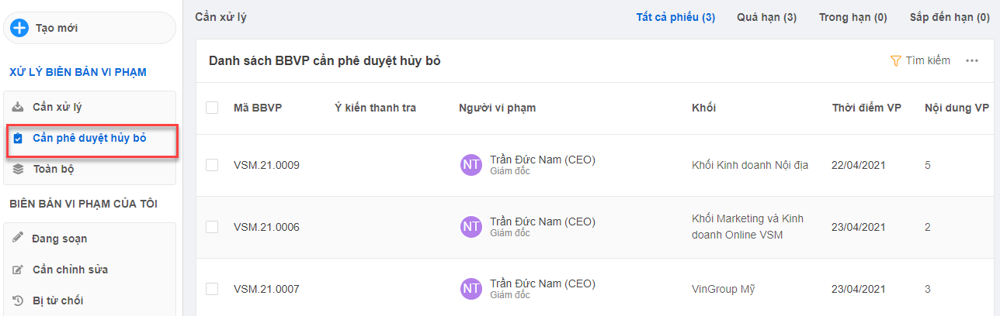 Tạo mới
XỬ LÝ BIÊN BẢN VI PHẠM
Cần xử lý
Cần phê duyệt hủy bỏ
Toàn bộ
BIÊN BẢN VI PHẠM CỦA TÔI
Đang soạn
Cần chỉnh sửa
Bị từ chối
Cần xử lý
Tất cả phiếu (3) Quá hạn (3) Trong hạn (0) Sắp đến hạn (0)
Danh sách BBVP cần phê duyệt hủy bỏ
Tìm kiếm
Mã BBVP Ý kiến thanh tra Người vi phạm Khối Thời điểm VP Nội dung VP
VSM.21.0009 NT Trần Đức Nam (CEO) Khối Kinh doanh Nội địa 22/04/2021 5
Giám đốc
VSM.21.0006 NT Trần Đức Nam (CEO) Khối Marketing và Kinh 23/04/2021 2
Giám đốc doanh Online VSM
VSM.21.0007 NT Trần Đức Nam (CEO) VinGroup Mỹ 23/04/2021 3
Giám đốc